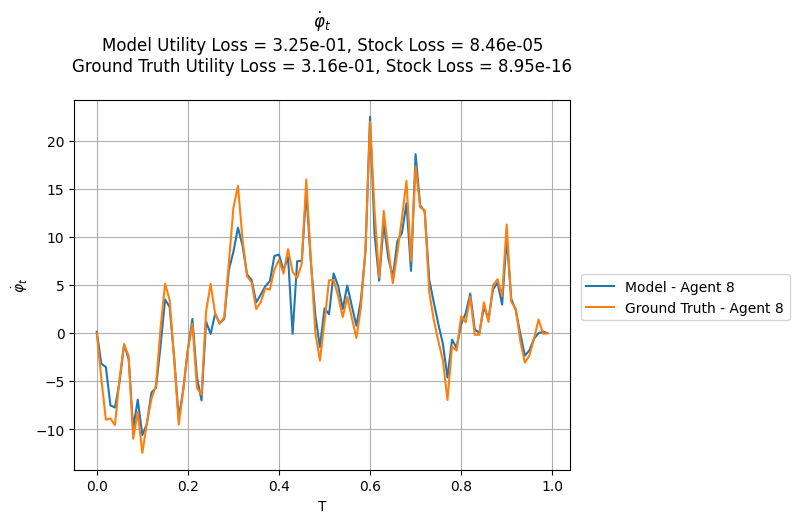 φ̇ₜ
Model Utility Loss = 3.25e-01, Stock Loss = 8.46e-05
Ground Truth Utility Loss = 3.16e-01, Stock Loss = 8.95e-16
20
15
10
5
0
−5
−10
φ̇ₜ
0.0 0.2 0.4 0.6 0.8 1.0
T
Model - Agent 8
Ground Truth - Agent 8